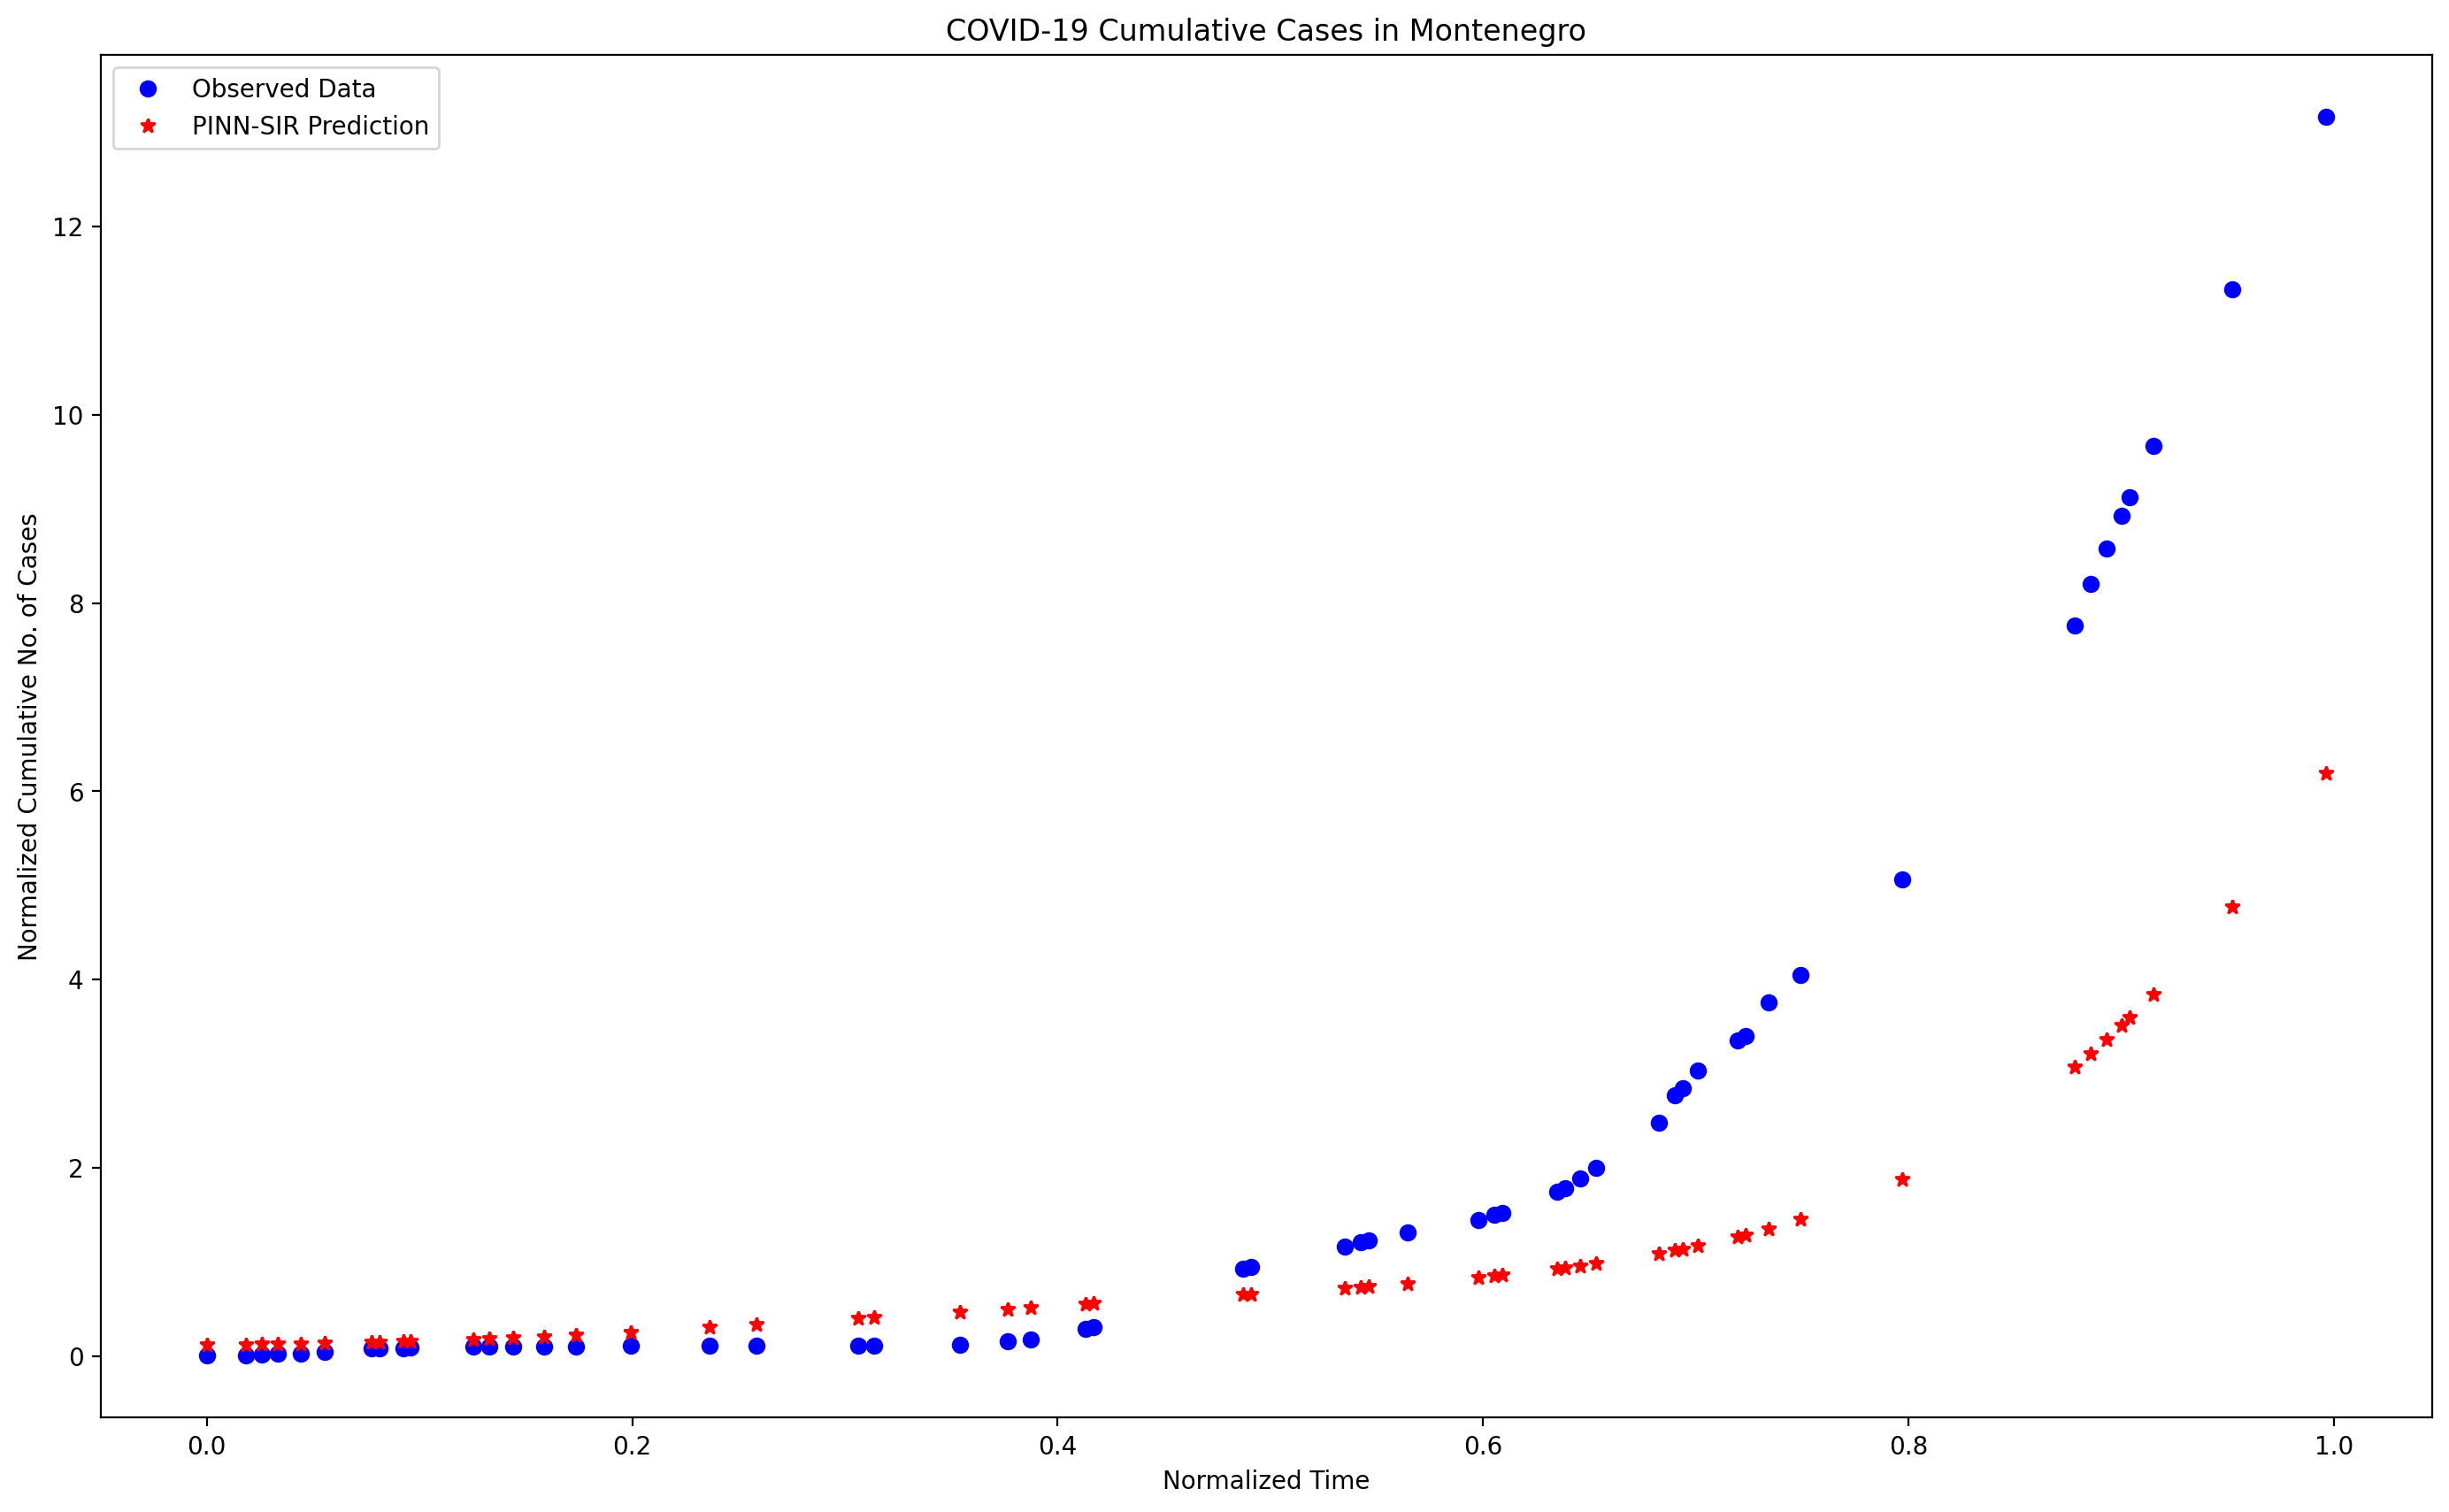 COVID-19 Cumulative Cases in Montenegro
Observed Data
PINN-SIR Prediction
Normalized Cumulative No. of Cases
12
10
8
6
4
2
0
0.0 0.2 0.4 0.6 0.8 1.0
Normalized Time